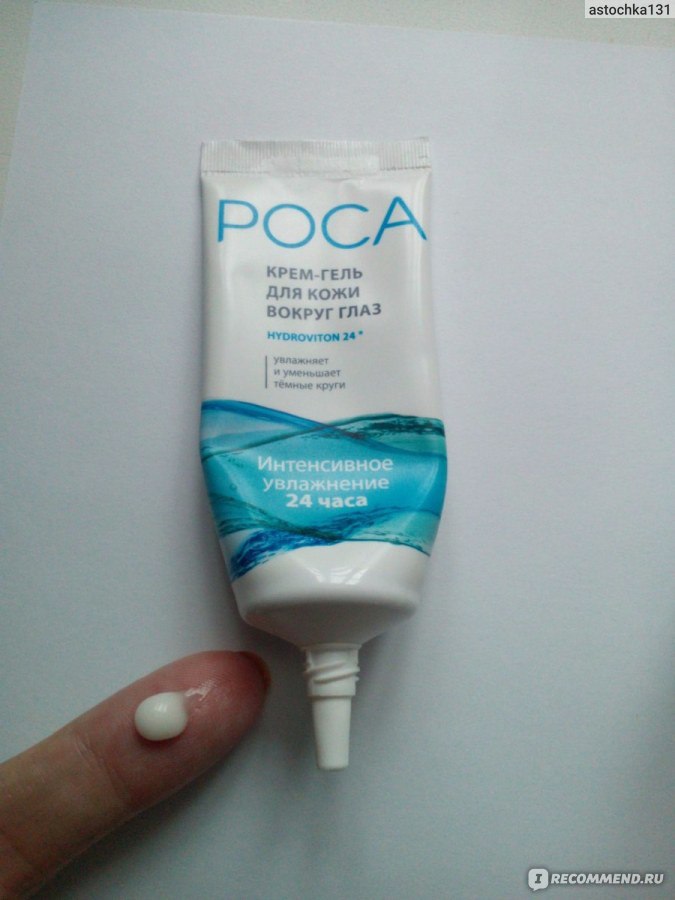 astochka131
РОСА
КРЕМ-ГЕЛЬ
ДЛЯ КОЖИ
ВОКРУГ ГЛАЗ
HYDROVITON 24*
увлажняет
и уменьшает
тёмные круги
Интенсивное
увлажнение
24 часа
IRECOMMEND.RU